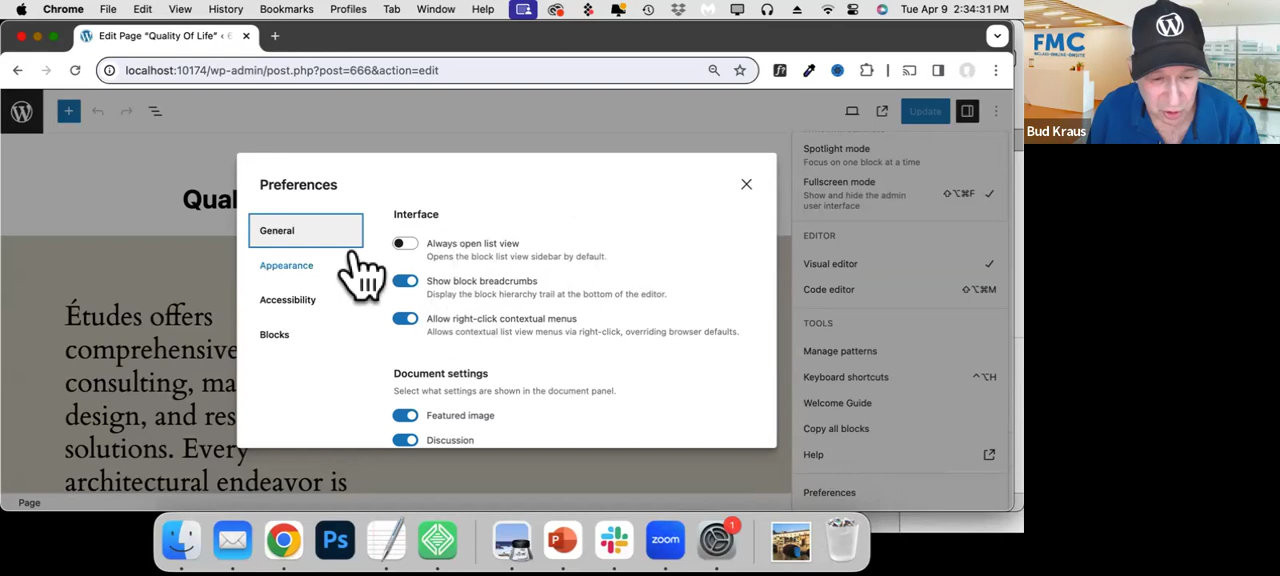 Chrome File Edit View History Bookmarks Profiles Tab Window Help Tue Apr 9 2:34:31 PM
Edit Page “Quality Of Life” ‹
localhost:10174/wp-admin/post.php?post=666&action=edit
Update
FMC
Bud Kraus
Spotlight mode
Focus on one block at a time
Fullscreen mode
Show and hide the admin
user interface
⇧⌥⌘F
EDITOR
Visual editor
Code editor ⇧⌥⌘M
TOOLS
Manage patterns
Keyboard shortcuts ⌃⌥H
Welcome Guide
Copy all blocks
Help
Preferences
Qual
Études offers
comprehensive
consulting, ma
design, and res
solutions. Every
architectural endeavor is
Page
Preferences
General
Appearance
Accessibility
Blocks
Interface
Always open list view
Opens the block list view sidebar by default.
Show block breadcrumbs
Display the block hierarchy trail at the bottom of the editor.
Allow right-click contextual menus
Allows contextual list view menus via right-click, overriding browser defaults.
Document settings
Select what settings are shown in the document panel.
Featured image
Discussion
Ps
P
zoom
1